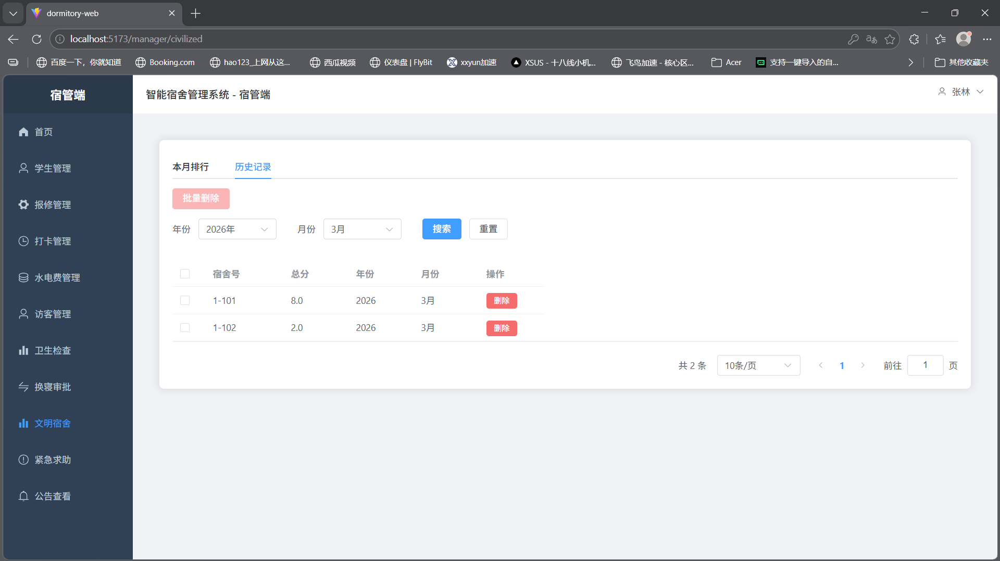 dormitory-web
localhost:5173/manager/civilized
百度一下，你就知道
Booking.com
hao123_上网从这...
西瓜视频
仪表盘 | FlyBit
xxyun加速
XSUS - 十八线小机...
飞鸟加速 - 核心区...
Acer
支持一键导入的自...
其他收藏夹
宿管端
智能宿舍管理系统 - 宿管端
张林
首页
学生管理
报修管理
打卡管理
水电费管理
访客管理
卫生检查
换寝审批
文明宿舍
紧急求助
公告查看
本月排行 历史记录
批量删除
年份 2026年 月份 3月 搜索 重置
宿舍号 总分 年份 月份 操作
1-101 8.0 2026 3月 删除
1-102 2.0 2026 3月 删除
共 2 条 10条/页 1 前往 1 页